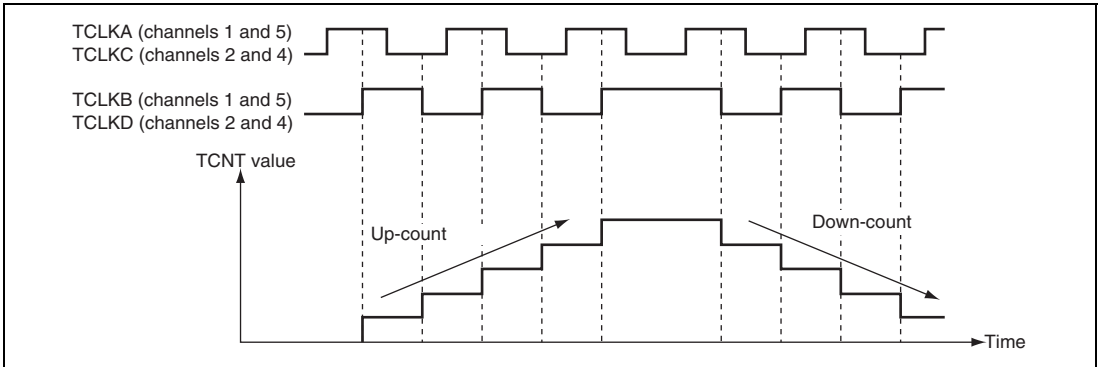 TCLKA (channels 1 and 5)
TCLKC (channels 2 and 4)
TCLKB (channels 1 and 5)
TCLKD (channels 2 and 4)
TCNT value
Up-count
Down-count
Time